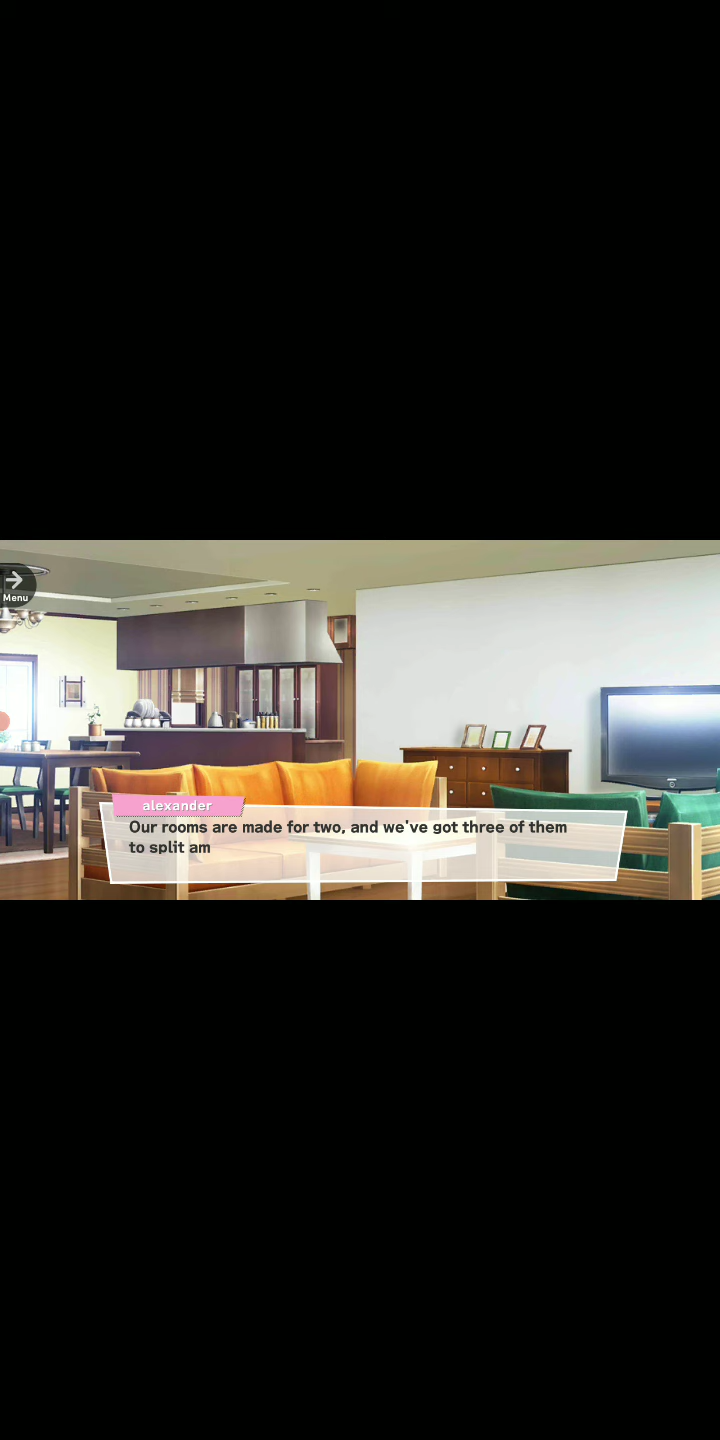 Menu
alexander
Our rooms are made for two, and we've got three of them
to split am